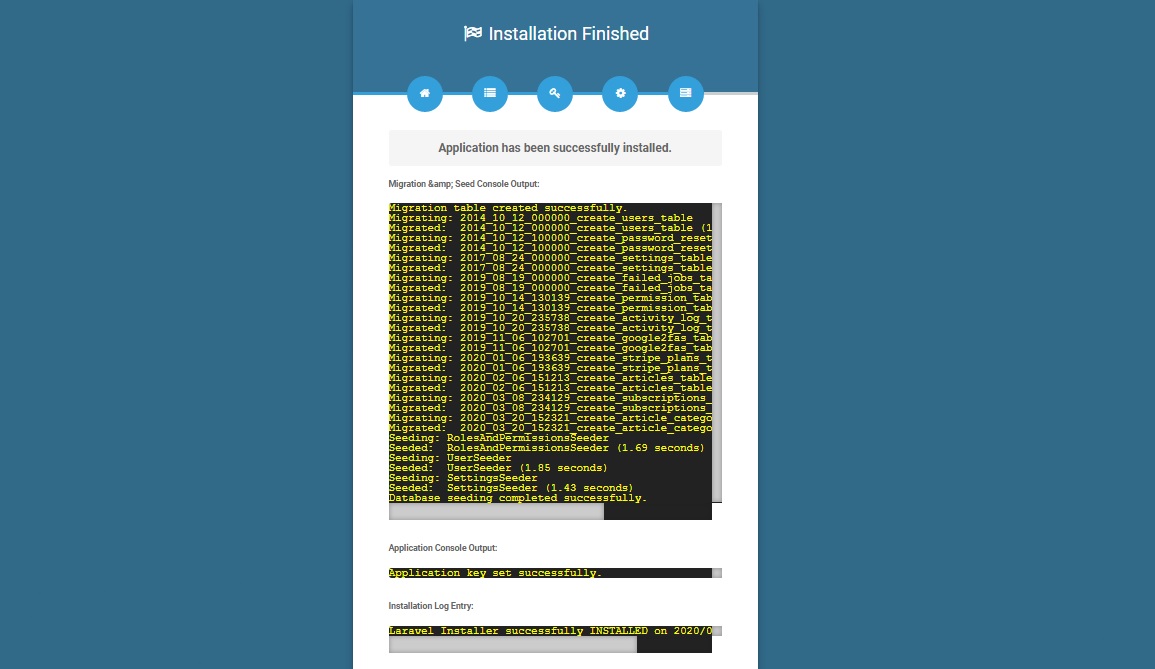 Installation Finished
Application has been successfully installed.
Migration &amp; Seed Console Output:
Migration table created successfully.
Migrating: 2014_10_12_000000_create_users_table
Migrated:  2014_10_12_000000_create_users_table (1
Migrating: 2014_10_12_100000_create_password_reset
Migrated:  2014_10_12_100000_create_password_reset
Migrating: 2017_08_24_000000_create_settings_table
Migrated:  2017_08_24_000000_create_settings_table
Migrating: 2019_08_19_000000_create_failed_jobs_ta
Migrated:  2019_08_19_000000_create_failed_jobs_ta
Migrating: 2019_10_14_130139_create_permission_tab
Migrated:  2019_10_14_130139_create_permission_tab
Migrating: 2019_10_20_235738_create_activity_log_t
Migrated:  2019_10_20_235738_create_activity_log_t
Migrating: 2019_11_06_102701_create_google2fas_tab
Migrated:  2019_11_06_102701_create_google2fas_tab
Migrating: 2020_01_06_193639_create_stripe_plans_t
Migrated:  2020_01_06_193639_create_stripe_plans_t
Migrating: 2020_02_06_151213_create_articles_table
Migrated:  2020_02_06_151213_create_articles_table
Migrating: 2020_03_08_234129_create_subscriptions_
Migrated:  2020_03_08_234129_create_subscriptions_
Migrating: 2020_03_20_152321_create_article_catego
Migrated:  2020_03_20_152321_create_article_catego
Seeding: RolesAndPermissionsSeeder
Seeded:  RolesAndPermissionsSeeder (1.69 seconds)
Seeding: UserSeeder
Seeded:  UserSeeder (1.85 seconds)
Seeding: SettingsSeeder
Seeded:  SettingsSeeder (1.43 seconds)
Database seeding completed successfully.
Application Console Output:
Application key set successfully.
Installation Log Entry:
Laravel Installer successfully INSTALLED on 2020/0